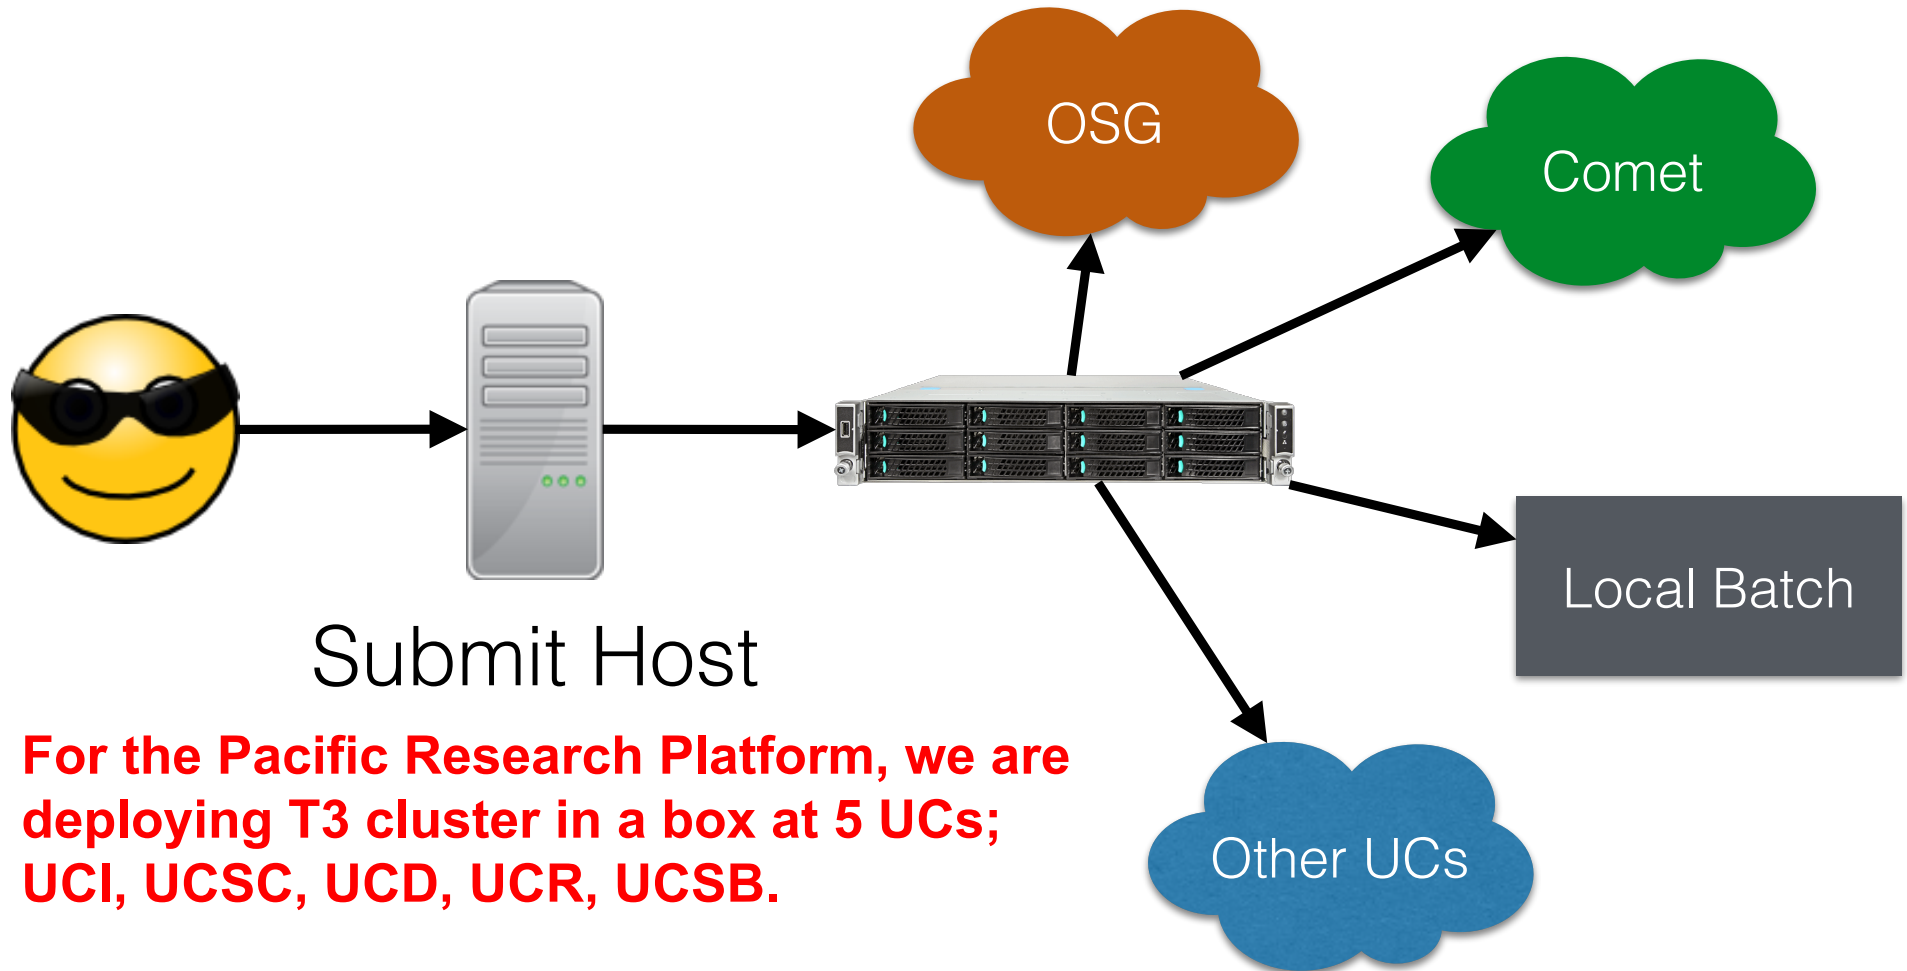 OSG
Comet
Local Batch
Submit Host
For the Pacific Research Platform, we are
deploying T3 cluster in a box at 5 UCs;
UCI, UCSC, UCD, UCR, UCSB.
Other UCs